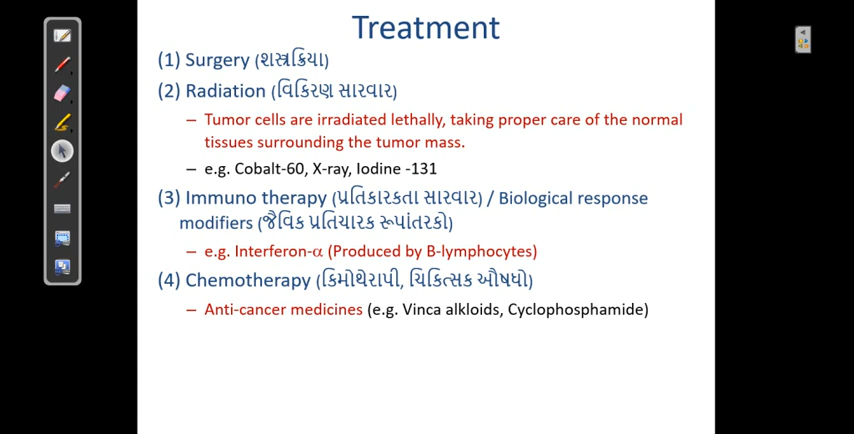 Treatment
(1) Surgery (શસ્ત્રક્રિયા)
(2) Radiation (વિકિરણ સારવાર)
– Tumor cells are irradiated lethally, taking proper care of the normal
tissues surrounding the tumor mass.
– e.g. Cobalt-60, X-ray, Iodine -131
(3) Immuno therapy (પ્રતિકારકતા સારવાર) / Biological response
modifiers (જૈવિક પ્રતિચારક રૂપાંતરકો)
– e.g. Interferon-α (Produced by B-lymphocytes)
(4) Chemotherapy (કિમોથેરાપી, ચિકિત્સક ઔષધો)
– Anti-cancer medicines (e.g. Vinca alkloids, Cyclophosphamide)